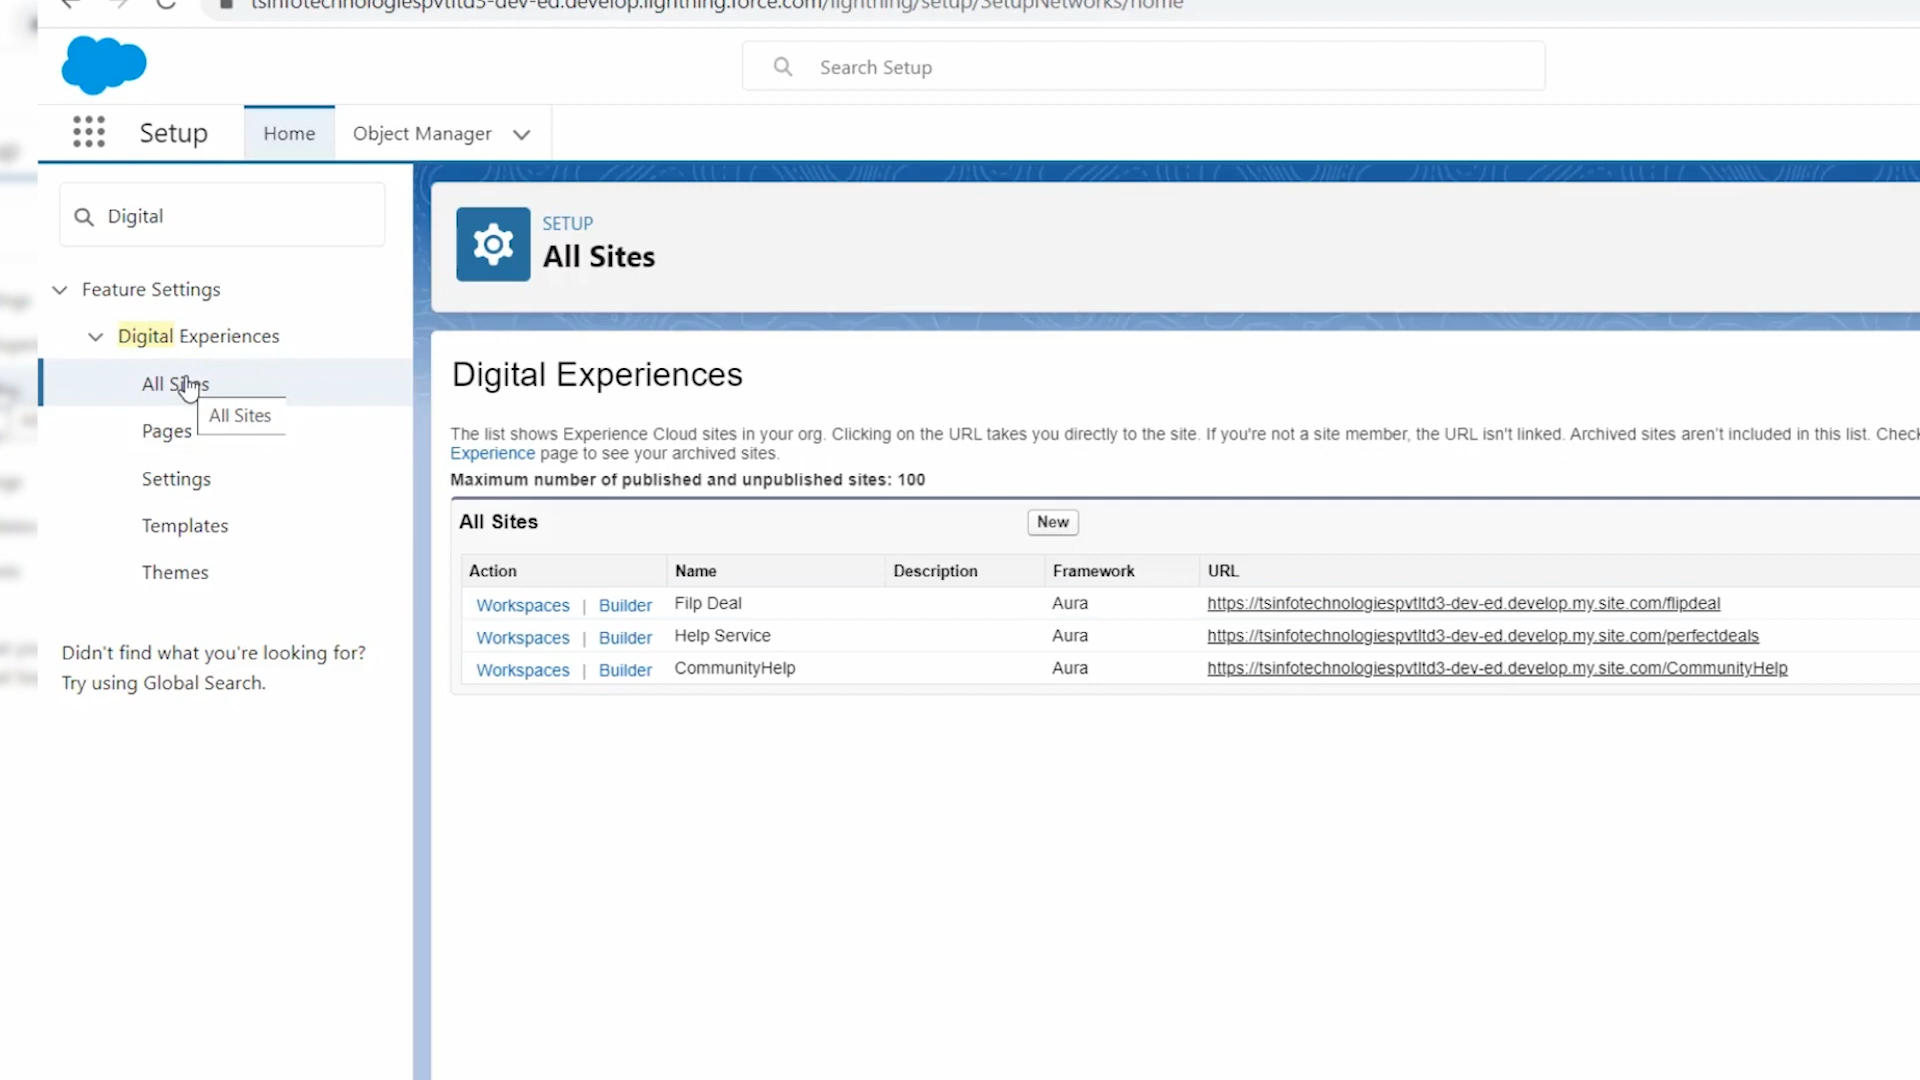 tsinfotechnologiespvtltd3-dev-ed.develop.lightning.force.com/lightning/setup/SetupNetworks/home
Search Setup
Setup Home Object Manager
Digital
Feature Settings
Digital Experiences
All Sites
All Sites
Pages
Settings
Templates
Themes
Didn't find what you're looking for?
Try using Global Search.
SETUP
All Sites
Digital Experiences
The list shows Experience Cloud sites in your org. Clicking on the URL takes you directly to the site. If you're not a site member, the URL isn't linked. Archived sites aren't included in this list. Check
Experience page to see your archived sites.
Maximum number of published and unpublished sites: 100
All Sites New
Action Name Description Framework URL
Workspaces | Builder Filp Deal Aura https://tsinfotechnologiespvtltd3-dev-ed.develop.my.site.com/flipdeal
Workspaces | Builder Help Service Aura https://tsinfotechnologiespvtltd3-dev-ed.develop.my.site.com/perfectdeals
Workspaces | Builder CommunityHelp Aura https://tsinfotechnologiespvtltd3-dev-ed.develop.my.site.com/CommunityHelp